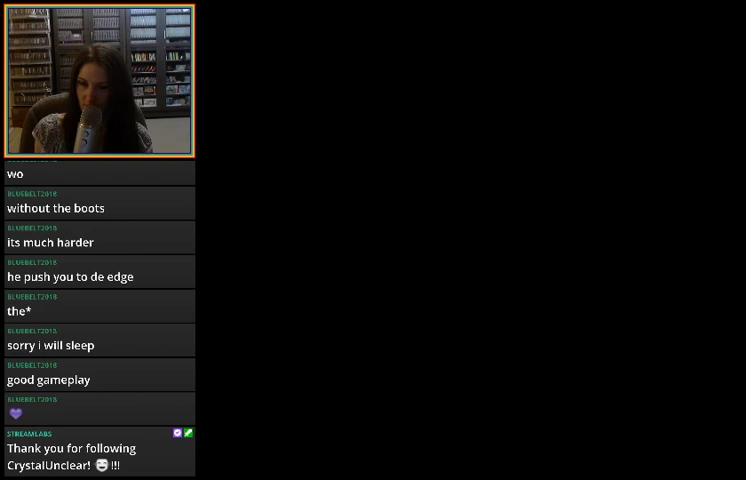 wo
BLUEBELT2018
without the boots
BLUEBELT2018
its much harder
BLUEBELT2018
he push you to de edge
BLUEBELT2018
the*
BLUEBELT2018
sorry i will sleep
BLUEBELT2018
good gameplay
BLUEBELT2018
STREAMLABS
Thank you for following
CrystalUnclear! !!!